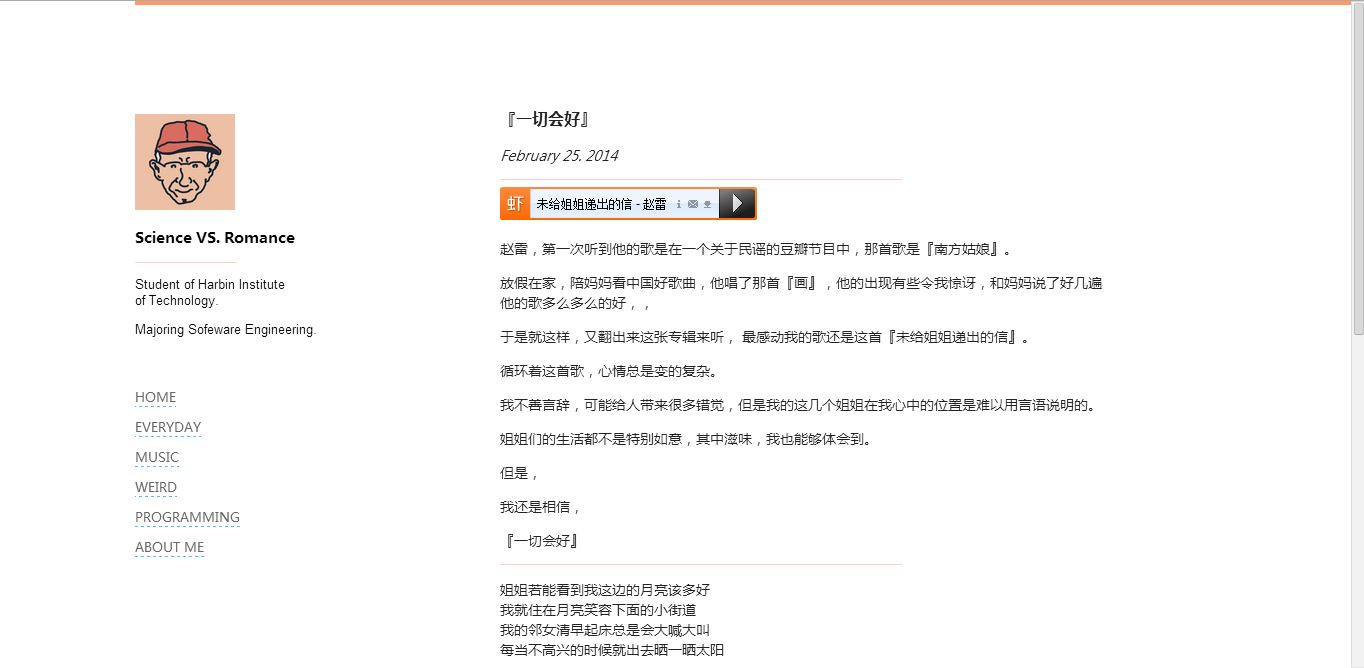 Science VS. Romance
Student of Harbin Institute
of Technology.
Majoring Sofeware Engineering.
HOME
EVERYDAY
MUSIC
WEIRD
PROGRAMMING
ABOUT ME
『一切会好』
February 25. 2014
虾 未给姐姐递出的信 - 赵雷
赵雷，第一次听到他的歌是在一个关于民谣的豆瓣节目中，那首歌是『南方姑娘』。
放假在家，陪妈妈看中国好歌曲，他唱了那首『画』，他的出现有些令我惊讶，和妈妈说了好几遍
他的歌多么多么的好，，
于是就这样，又翻出来这张专辑来听， 最感动我的歌还是这首『未给姐姐递出的信』。
循环着这首歌，心情总是变的复杂。
我不善言辞，可能给人带来很多错觉，但是我的这几个姐姐在我心中的位置是难以用言语说明的。
姐姐们的生活都不是特别如意，其中滋味，我也能够体会到。
但是，
我还是相信，
『一切会好』
姐姐若能看到我这边的月亮该多好
我就住在月亮笑容下面的小街道
我的邻女清早起床总是会大喊大叫
每当不高兴的时候就出去晒一晒太阳